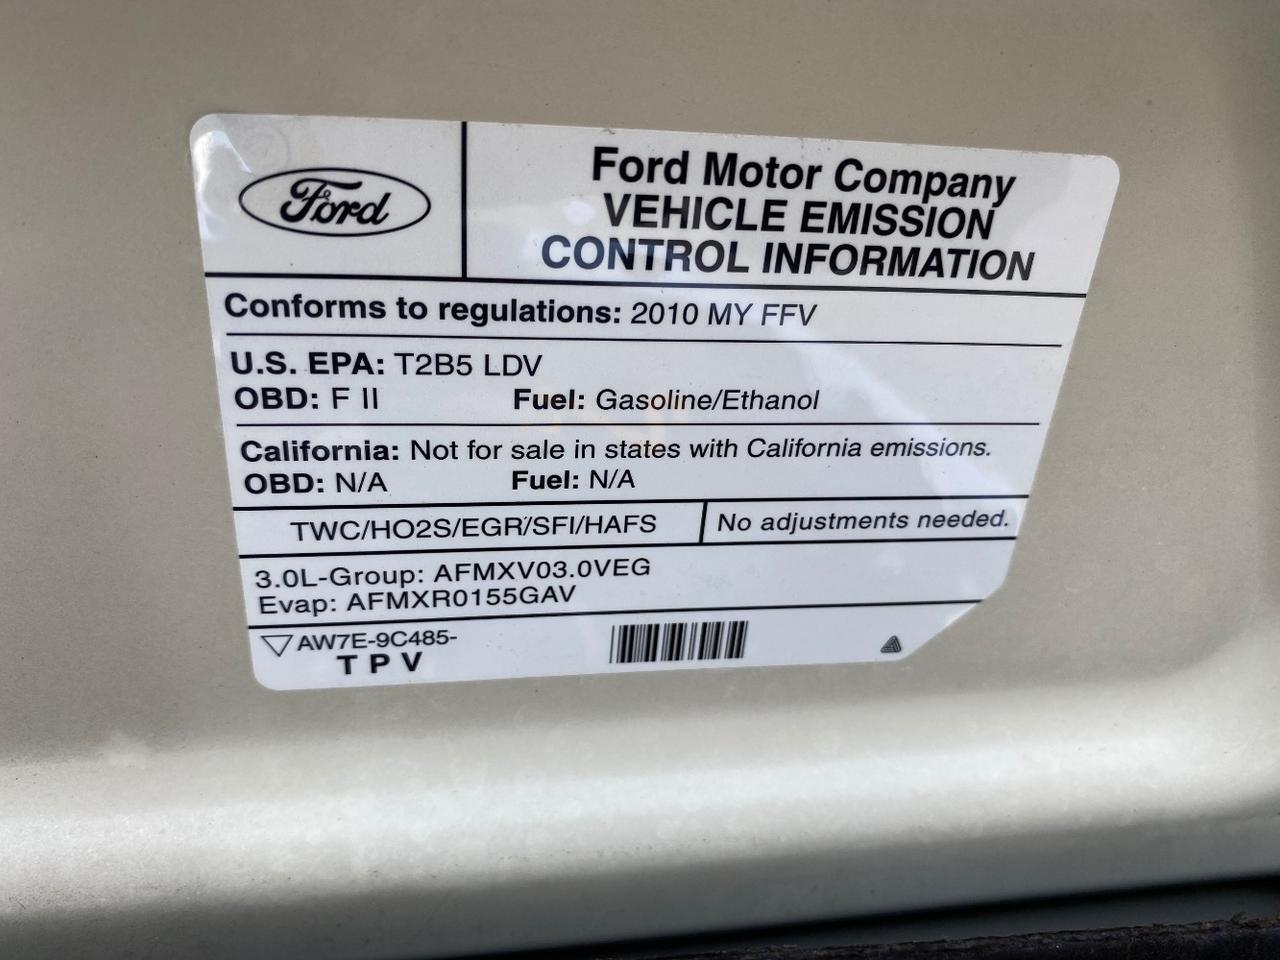 Ford
Ford Motor Company
VEHICLE EMISSION
CONTROL INFORMATION
Conforms to regulations: 2010 MY FFV
U.S. EPA: T2B5 LDV
OBD: F II Fuel: Gasoline/Ethanol
California: Not for sale in states with California emissions.
OBD: N/A Fuel: N/A
TWC/HO2S/EGR/SFI/HAFS No adjustments needed.
3.0L-Group: AFMXV03.0VEG
Evap: AFMXR0155GAV
AW7E-9C485-
T P V